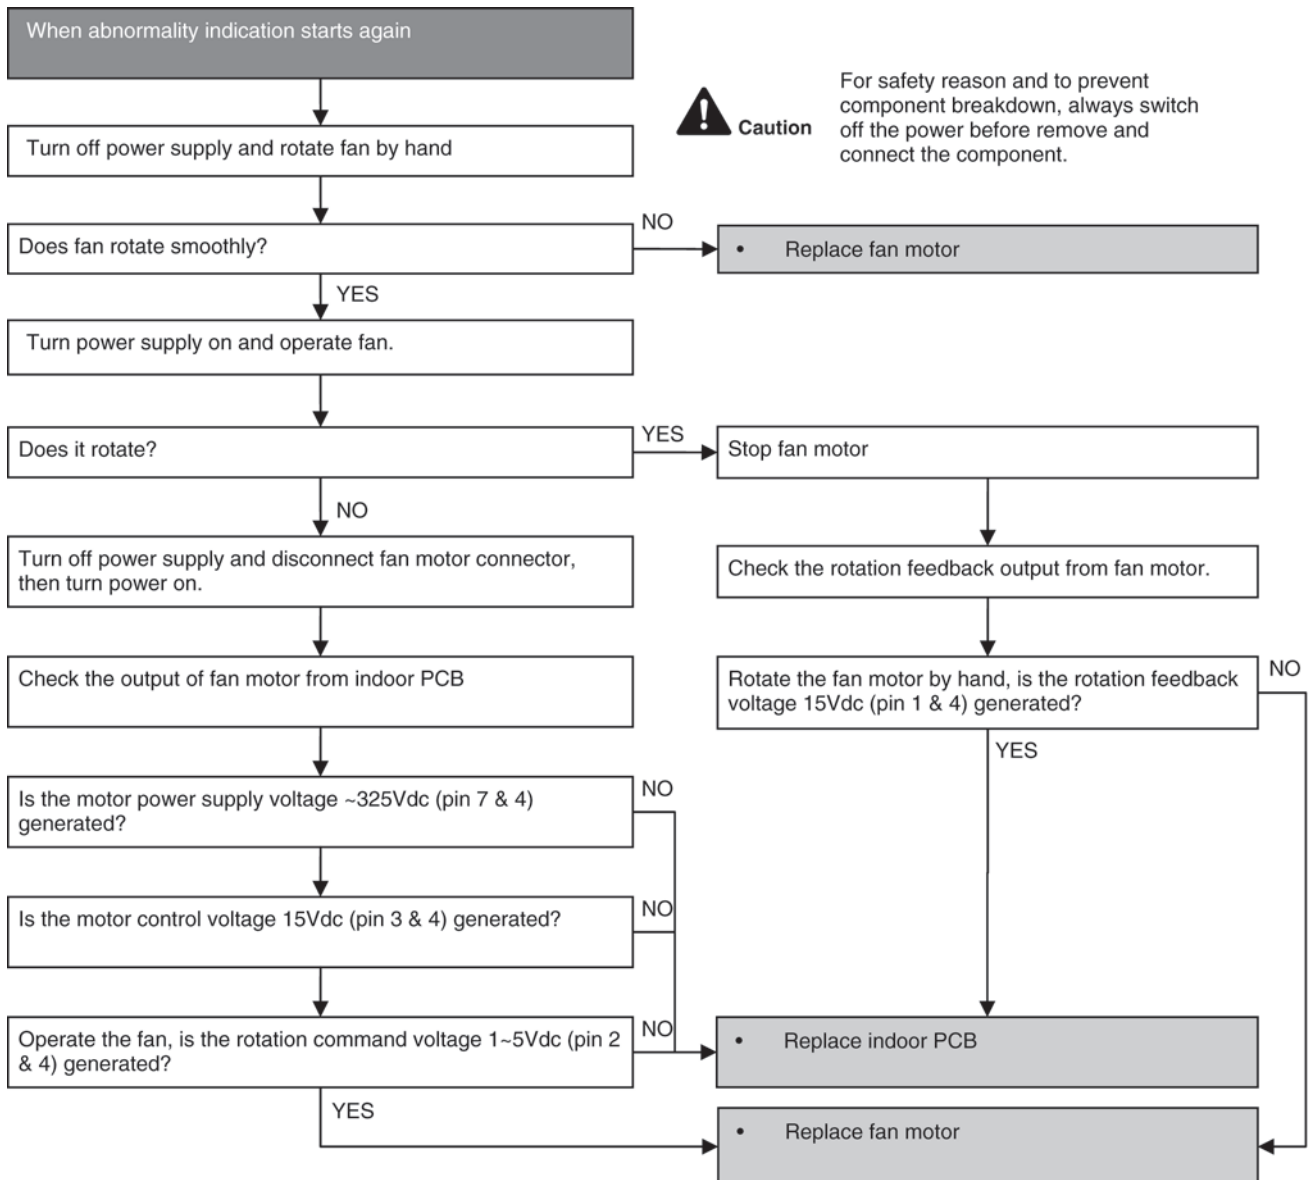 When abnormality indication starts again
Caution
For safety reason and to prevent
component breakdown, always switch
off the power before remove and
connect the component.
Turn off power supply and rotate fan by hand
Does fan rotate smoothly?
NO
• Replace fan motor
YES
Turn power supply on and operate fan.
Does it rotate?
YES
Stop fan motor
NO
Turn off power supply and disconnect fan motor connector,
then turn power on.
Check the rotation feedback output from fan motor.
Check the output of fan motor from indoor PCB
Rotate the fan motor by hand, is the rotation feedback
voltage 15Vdc (pin 1 & 4) generated?
NO
YES
Is the motor power supply voltage ~325Vdc (pin 7 & 4)
generated?
NO
Is the motor control voltage 15Vdc (pin 3 & 4) generated?
NO
Operate the fan, is the rotation command voltage 1~5Vdc (pin 2
& 4) generated?
NO
• Replace indoor PCB
YES
• Replace fan motor